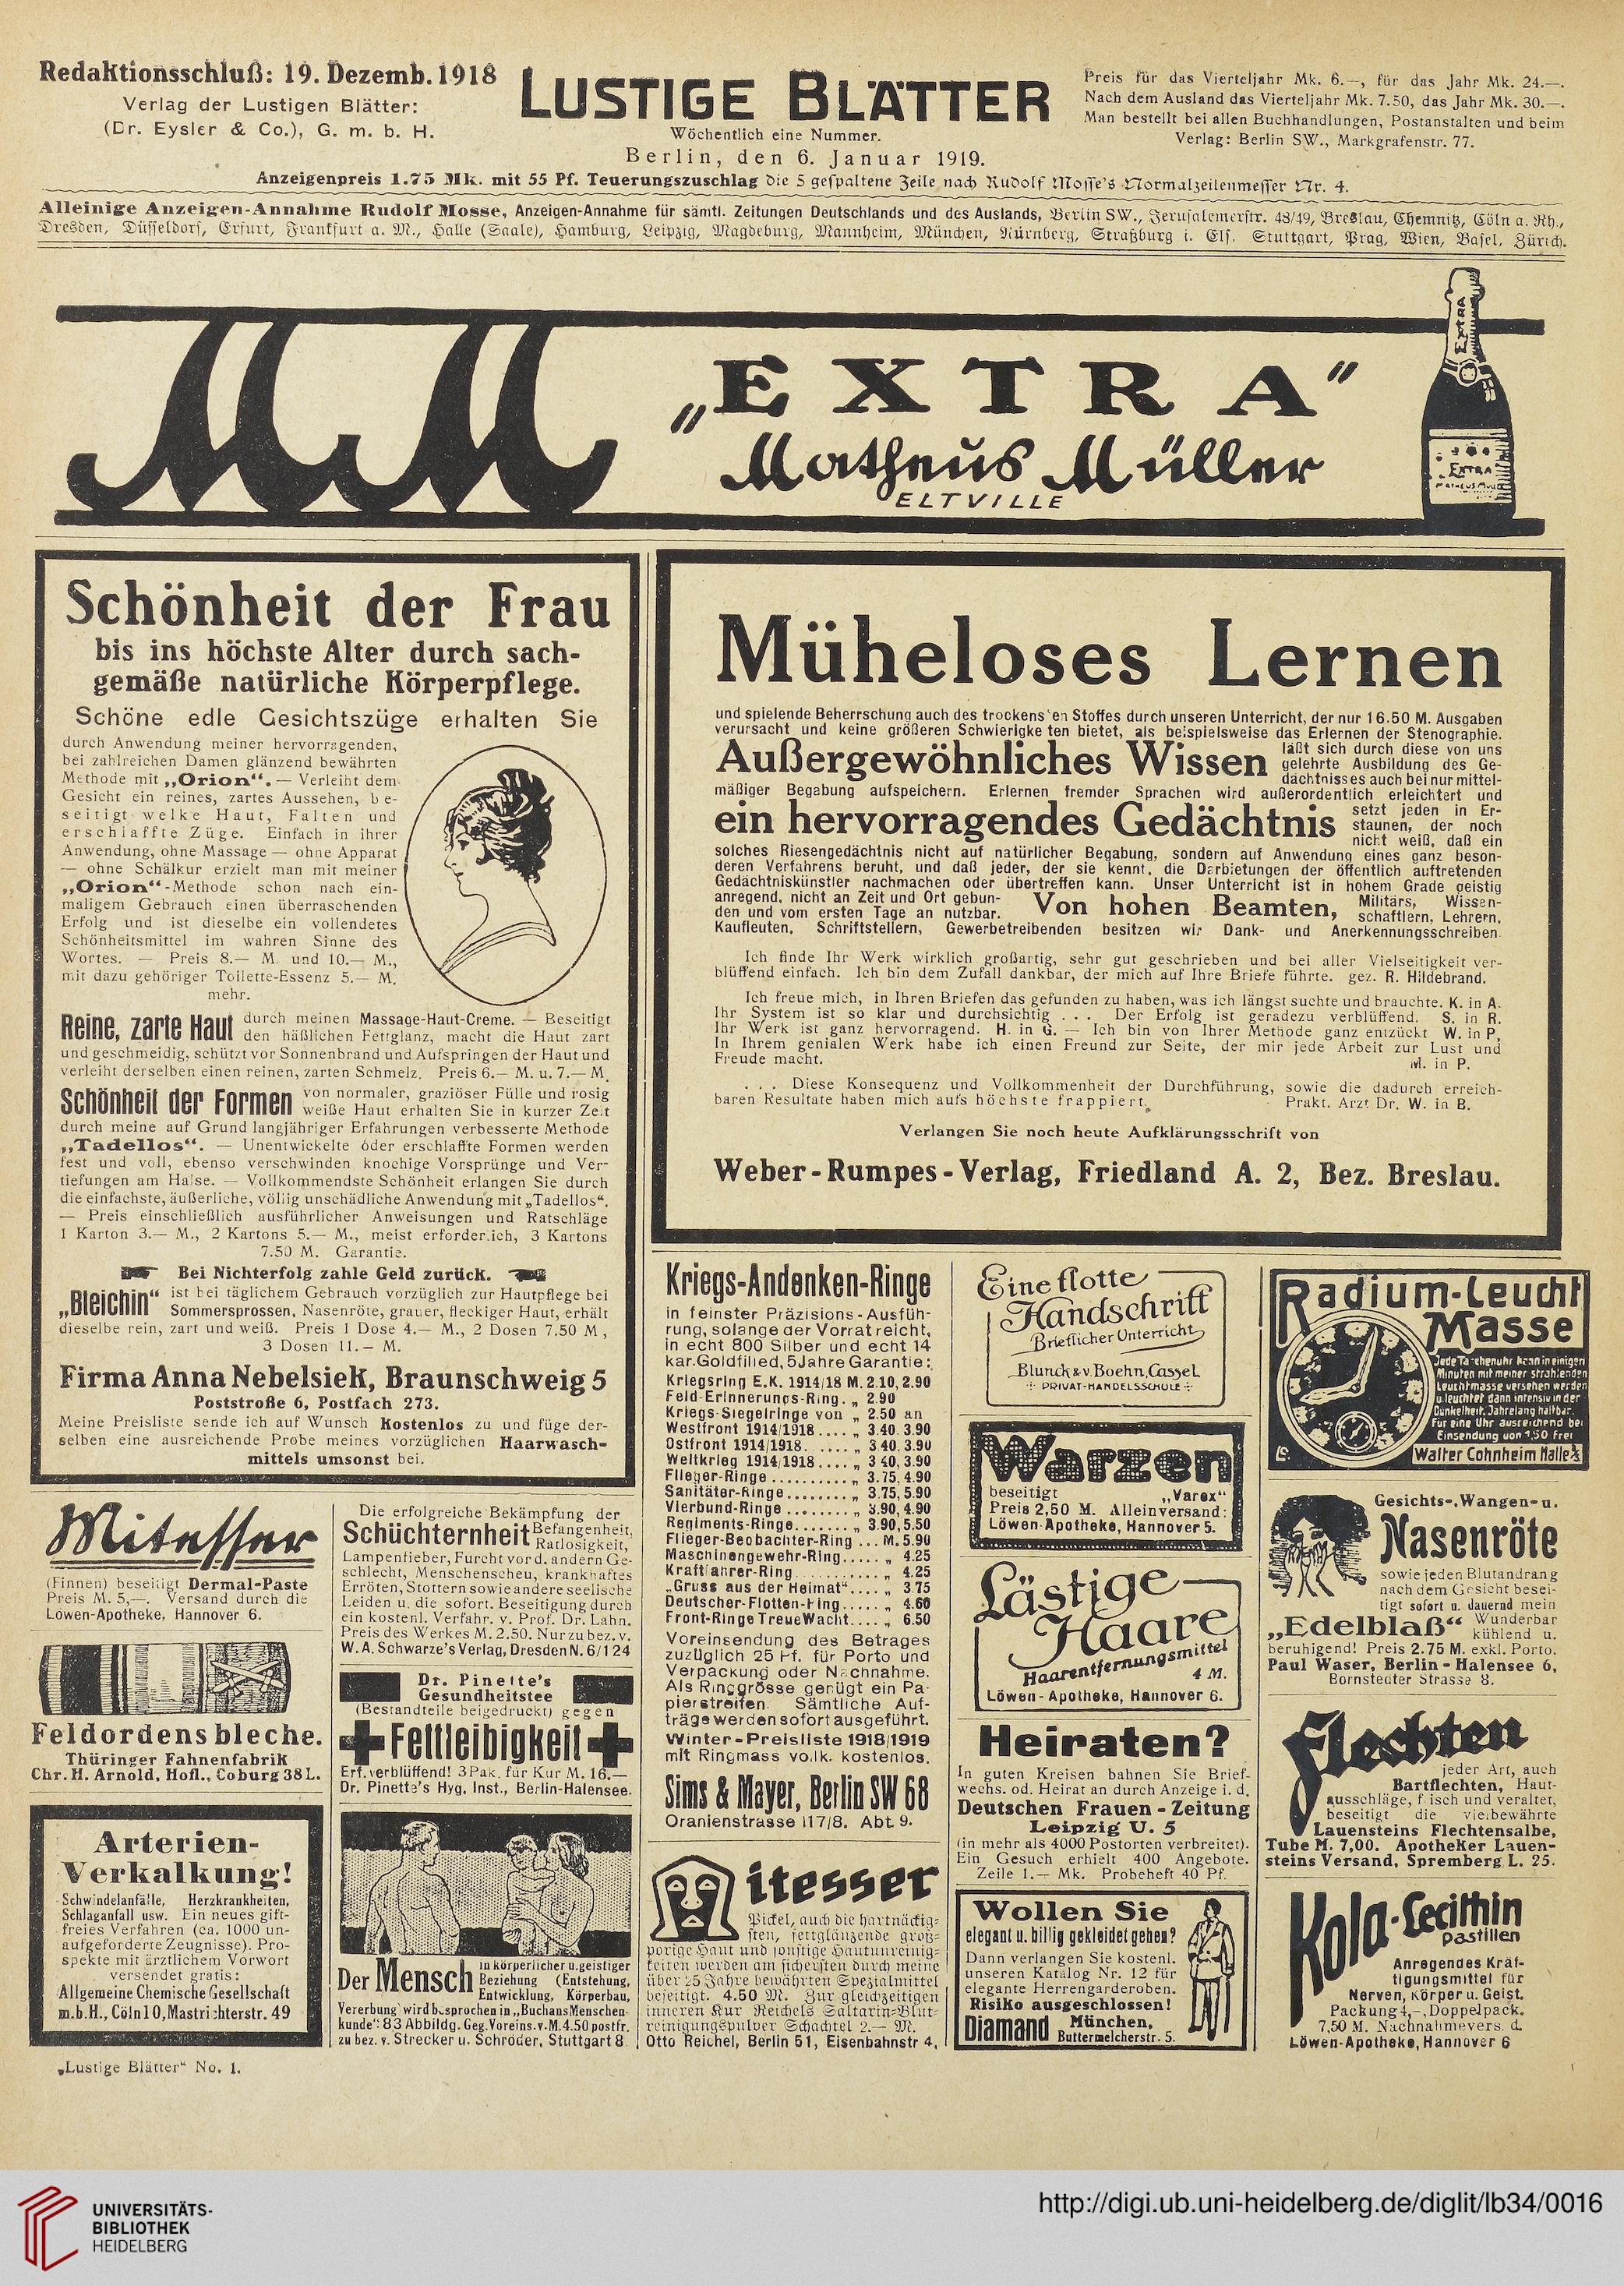 Redaktionsschluß: 19. Dezemb. 1918
Verlag der Lustigen Blätter:
(Dr. Eysler & Co.), G. m. b. H.
LUSTIGE BLÄTTER
Wöchentlich eine Nummer.
Berlin, den 6. Januar 1919.
Preis für das Vierteljahr Mk. 6.—, für das Jahr Mk. 24.—.
Nach dem Ausland das Vierteljahr Mk. 7.50, das Jahr Mk. 30.—.
Man bestellt bei allen Buchhandlungen, Postanstalten und beim
Verlag: Berlin SW., Markgrafenstr. 77.
Anzeigenpreis 1.75 Mk. mit 55 Pf. Teuerungszuschlag die 5 gespaltene Zeile nach Rudolf Mosse's Normalzeilenmesser Nr. 4.
Alleinige Anzeigen-Annahme Rudolf Mosse, Anzeigen-Annahme für sämtl. Zeitungen Deutschlands und des Auslands, Berlin SW., Jerusalemerstr. 48/49, Breslau, Chemnitz, Cöln a. Rh.,
Dresden, Düsseldorf, Erfurt, Frankfurt a. M., Halle (Saale), Hamburg, Leipzig, Magdeburg, Mannheim, München, Nürnberg, Straßburg i. Els. Stuttgart, Prag, Wien, Basel, Zürich.
MM
„EXTRA"
Matheus Müller
ELTVILLE
Extra
EXTRA
Schönheit der Frau
bis ins höchste Alter durch sach-
gemäße natürliche Körperpflege.
Schöne edle Gesichtszüge erhalten Sie
durch Anwendung meiner hervorragenden,
bei zahlreichen Damen glänzend bewährten
Methode mit „Orion“. — Verleiht dem
Gesicht ein reines, zartes Aussehen, be-
seitigt welke Haut, Falten und
erschlaffte Züge. Einfach in ihrer
Anwendung, ohne Massage — ohne Apparat
— ohne Schälkur erzielt man mit meiner
„Orion“-Methode schon nach ein-
maligem Gebrauch einen überraschenden
Erfolg und ist dieselbe ein vollendetes
Schönheitsmittel im wahren Sinne des
Wortes. — Preis 8.— M. und 10.— M.,
mit dazu gehöriger Toilette-Essenz 5.— M.
mehr.
Reine, zarte Haut durch meinen Massage-Haut-Creme. — Beseitigt
den häßlichen Fettglanz, macht die Haut zart
und geschmeidig, schützt vor Sonnenbrand und Aufspringen der Haut und
verleiht derselben einen reinen, zarten Schmelz. Preis 6.— M. u. 7.— M.
Schönheit der Formen von normaler, graziöser Fülle und rosig
weiße Haut erhalten Sie in kurzer Zeit
durch meine auf Grund langjähriger Erfahrungen verbesserte Methode
„Tadellos“. — Unentwickelte oder erschlaffte Formen werden
fest und voll, ebenso verschwinden knochige Vorsprünge und Ver-
tiefungen am Halse. — Vollkommendste Schönheit erlangen Sie durch
die einfachste, äußerliche, völlig unschädliche Anwendung mit „Tadellos“.
— Preis einschließlich ausführlicher Anweisungen und Ratschläge
1 Karton 3.— M., 2 Kartons 5.— M., meist erforderlich, 3 Kartons
7.50 M. Garantie.
Bei Nichterfolg zahle Geld zurück.
„Bleichin“ ist bei täglichem Gebrauch vorzüglich zur Hautpflege bei
Sommersprossen, Nasenröte, grauer, fleckiger Haut, erhält
dieselbe rein, zart und weiß. Preis 1 Dose 4.— M., 2 Dosen 7.50 M,
3 Dosen 11.— M.
Firma Anna Nebelsiek, Braunschweig 5
Poststroße 6, Postfach 273.
Meine Preisliste sende ich auf Wunsch kostenlos zu und füge der-
selben eine ausreichende Probe meines vorzüglichen Haarwasch-
mittels umsonst bei.
Müheloses Lernen
und spielende Beherrschung auch des trockensten Stoffes durch unseren Unterricht, der nur 16.50 M. Ausgaben
verursacht und keine größeren Schwierigkeiten bietet, als beispielsweise das Erlernen der Stenographie.
Außergewöhnliches Wissen läßt sich durch diese von uns
gelehrte Ausbildung des Ge-
dächtnisses auch bei nur mittel-
mäßiger Begabung aufspeichern. Erlernen fremder Sprachen wird außerordentlich erleichtert und
ein hervorragendes Gedächtnis setzt jeden in Er-
staunen, der noch
nicht weiß, daß ein
solches Riesengedächtnis nicht auf natürlicher Begabung, sondern auf Anwendung eines ganz beson-
deren Verfahrens beruht, und daß jeder, der sie kennt, die Darbietungen der öffentlich auftretenden
Gedächtniskünstler nachmachen oder übertreffen kann. Unser Unterricht ist in hohem Grade geistig
anregend, nicht an Zeit und Ort gebun-
den und vom ersten Tage an nutzbar. Von hohen Beamten, Militärs, Wissen-
schaftlern, Lehrern,
Kaufleuten, Schriftstellern, Gewerbetreibenden besitzen wir Dank- und Anerkennungsschreiben.
Ich finde Ihr Werk wirklich großartig, sehr gut geschrieben und bei aller Vielseitigkeit ver-
blüffend einfach. Ich bin dem Zufall dankbar, der mich auf Ihre Briefe führte. gez. R. Hildebrand.
Ich freue mich, in Ihren Briefen das gefunden zu haben, was ich längst suchte und brauchte. K. in A.
Ihr System ist so klar und durchsichtig . . . Der Erfolg ist geradezu verblüffend. S. in R.
Ihr Werk ist ganz hervorragend. H. in G. — Ich bin von Ihrer Methode ganz entzückt W. in P.
In Ihrem genialen Werk habe ich einen Freund zur Seite, der mir jede Arbeit zur Lust und
Freude macht. M. in P.
. . . Diese Konsequenz und Vollkommenheit der Durchführung, sowie die dadurch erreich-
baren Resultate haben mich aufs höchste frappiert. Prakt. Arzt Dr. W. in B.
Verlangen Sie noch heute Aufklärungsschrift von
Weber-Rumpes-Verlag, Friedland A. 2, Bez. Breslau.
Mitesser
(Finnen) beseitigt Dermal-Paste
Preis M. 5,—. Versand durch die
Löwen-Apotheke, Hannover 6.
Feldordensbleche.
Thüringer Fahnenfabrik
Chr. H. Arnold, Hofl., Coburg 38 L.
Arterien-
Verkalkung!
Schwindelanfälle, Herzkrankheiten,
Schlaganfall usw. Ein neues gift-
freies Verfahren (ca. 1000 un-
aufgeforderte Zeugnisse). Pro-
spekte mit ärztlichem Vorwort
versendet gratis:
Allgemeine Chemische Gesellschaft
m.b.H., Cöln 10, Mastrichterstr. 49
Die erfolgreiche Bekämpfung der
Schüchternheit Befangenheit,
Ratlosigkeit,
Lampenfieber, Furcht vor d. andern Ge-
schlecht, Menschenscheu, krankhaftes
Erröten, Stottern sowie andere seelische
Leiden u. die sofort. Beseitigung durch
ein kostenl. Verfahr. v. Prof. Dr. Lahn.
Preis des Werkes M. 2.50. Nur zu bez. v.
W. A. Schwarze's Verlag, Dresden N. 6/124
Dr. Pinette's
Gesundheitstee
(Bestandteile beigedruckt) gegen
Fettleibigkeit
Erf. verblüffend! 3 Pak. für Kur M. 16.—
Dr. Pinette's Hyg. Inst., Berlin-Halensee.
Der Mensch in körperlicher u. geistiger
Beziehung (Entstehung,
Entwicklung, Körperbau,
Vererbung) wird besprochen in „Buchans Menschen-
kunde“. 83 Abbildg. Geg. Voreins. v. M. 4.50 postfr.
zu bez. v. Strecker u. Schröder, Stuttgart 8
Kriegs-Andenken-Ringe
in feinster Präzisions-Ausfüh-
rung, solange der Vorrat reicht,
in echt 800 Silber und echt 14
kar. Goldfilled, 5 Jahre Garantie:
Kriegsring E.K. 1914/18 M. 2.10, 2.90
Feld-Erinnerungs-Ring. „ 2.90
Kriegs-Siegelringe von „ 2.50 an
Westfront 1914/1918.... „ 3.40. 3.90
Ostfront 1914/1918...... „ 3.40. 3.90
Weltkrieg 1914/1918.... „ 3.40, 3.90
Flieger-Ringe.......... „ 3.75. 4.90
Sanitäter-Ringe........ „ 3.75, 5.90
Vierbund-Ringe........ „ 3.90, 4.90
Regiments-Ringe....... „ 3.90, 5.50
Flieger-Beobachter-Ring ... M. 5.90
Maschinengewehr-Ring..... „ 4.25
Kraftfahrer-Ring.......... „ 4.25
„Gruss aus der Heimat“.... „ 3.75
Deutscher-Flotten-Ring..... „ 4.60
Front-Ringe Treue Wacht.... „ 6.50
Voreinsendung des Betrages
zuzüglich 25 Pf. für Porto und
Verpackung oder Nachnahme.
Als Ringgrösse genügt ein Pa-
pierstreifen. Sämtliche Auf-
träge werden sofort ausgeführt.
Winter-Preisliste 1918/1919
mit Ringmass vollk. kostenlos.
Sims & Mayer, Berlin SW 68
Oranienstrasse 117/8. Abt. 9.
Mitesser
Pickel, auch die hartnäckig-
sten, fettglänzende groß-
porige Haut und sonstige Hautunreinig-
keiten werden am sichersten durch meine
über 25 Jahre bewährten Spezialmittel
beseitigt. 4.50 M. Zur gleichzeitigen
inneren Kur Reichels Saltarin-Blut-
reinigungspulver Schachtel 2.— M.
Otto Reichel, Berlin 51, Eisenbahnstr 4,
Eine flotte
Handschrift
Brieflicher Unterricht
Blunck & v. Boehn, Cassel
PRIVAT-HANDELSSCHULE
Warzen
beseitigt „Varex“
Preis 2,50 M. Alleinversand:
Löwen-Apotheke, Hannover 5.
Lästige
Haare
Haarentfernungsmittel
4 M.
Löwen-Apotheke, Hannover 6.
Heiraten?
In guten Kreisen bahnen Sie Brief-
wechs. od. Heirat an durch Anzeige i. d.
Deutschen Frauen-Zeitung
Leipzig U. 5
(in mehr als 4000 Postorten verbreitet).
Ein Gesuch erhielt 400 Angebote.
Zeile 1.— Mk. Probeheft 40 Pf.
Wollen Sie
elegant u. billig gekleidet gehen?
Dann verlangen Sie kostenl.
unseren Katalog Nr. 12 für
elegante Herrengarderoben.
Risiko ausgeschlossen!
Diamand München,
Buttermelcherstr. 5.
Radium-Leucht
Masse
Jede Taschenuhr kann in einigen
Minuten mit meiner strahlenden
Leuchtmasse versehen werden
u. leuchtet dann intensiv in der
Dunkelheit. Jahrelang haltbar.
Für eine Uhr ausreichend bei
Einsendung von 1,50 frei
Walter Cohnheim Halle
Gesichts-, Wangen- u.
Nasenröte
sowie jeden Blutandrang
nach dem Gesicht besei-
tigt sofort u. dauernd mein
„Edelblaß“ Wunderbar
kühlend u.
beruhigend! Preis 2.75 M. exkl. Porto.
Paul Waser, Berlin-Halensee 6,
Bornstedter Strasse 8.
Flechten
jeder Art, auch
Bartflechten, Haut-
ausschläge, frisch und veraltet,
beseitigt die vielbewährte
Lauensteins Flechtensalbe,
Tube M. 7,00. Apotheker Lauen-
steins Versand, Spremberg L. 25.
Kola-Lecithin
pastillen
Anregendes Kräf-
tigungsmittel für
Nerven, Körper u. Geist.
Packung 4,-, Doppelpack.
7,50 M. Nachnahmevers. d.
Löwen-Apotheke, Hannover 6
„Lustige Blätter“ No. 1.
UNIVERSITÄTS-
BIBLIOTHEK
HEIDELBERG
http://digi.ub.uni-heidelberg.de/diglit/lb34/0016